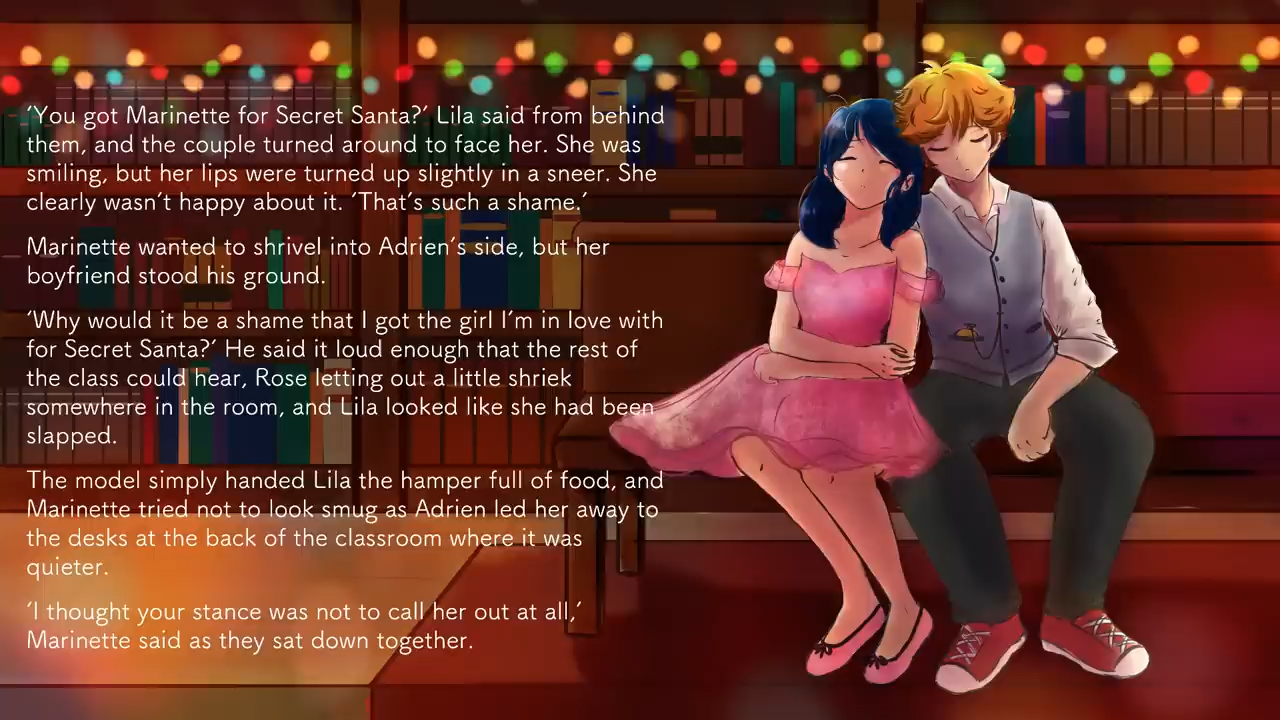 ‘You got Marinette for Secret Santa?’ Lila said from behind
them, and the couple turned around to face her. She was
smiling, but her lips were turned up slightly in a sneer. She
clearly wasn’t happy about it. ‘That’s such a shame.’
Marinette wanted to shrivel into Adrien’s side, but her
boyfriend stood his ground.
‘Why would it be a shame that I got the girl I’m in love with
for Secret Santa?’ He said it loud enough that the rest of
the class could hear, Rose letting out a little shriek
somewhere in the room, and Lila looked like she had been
slapped.
The model simply handed Lila the hamper full of food, and
Marinette tried not to look smug as Adrien led her away to
the desks at the back of the classroom where it was
quieter.
‘I thought your stance was not to call her out at all,’
Marinette said as they sat down together.